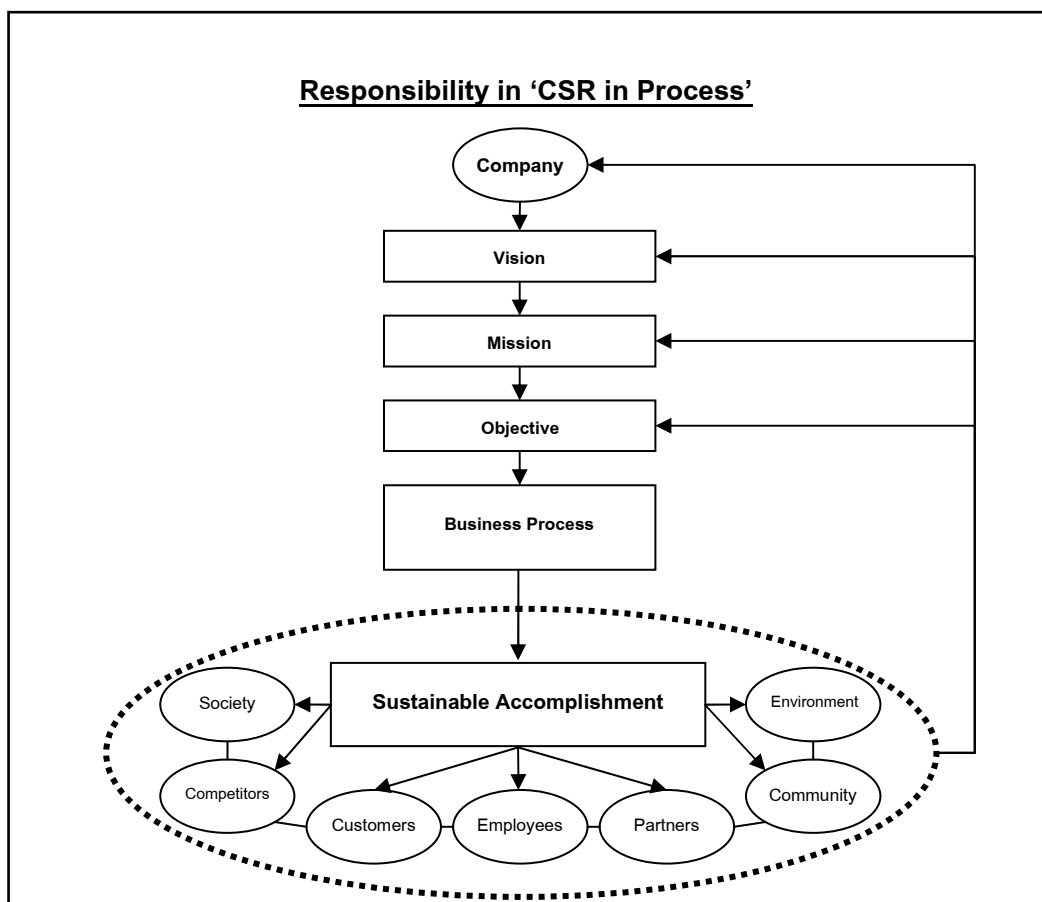 Responsibility in ‘CSR in Process’
Company
Vision
Mission
Objective
Business Process
Sustainable Accomplishment
Society
Environment
Competitors
Community
Customers
Employees
Partners